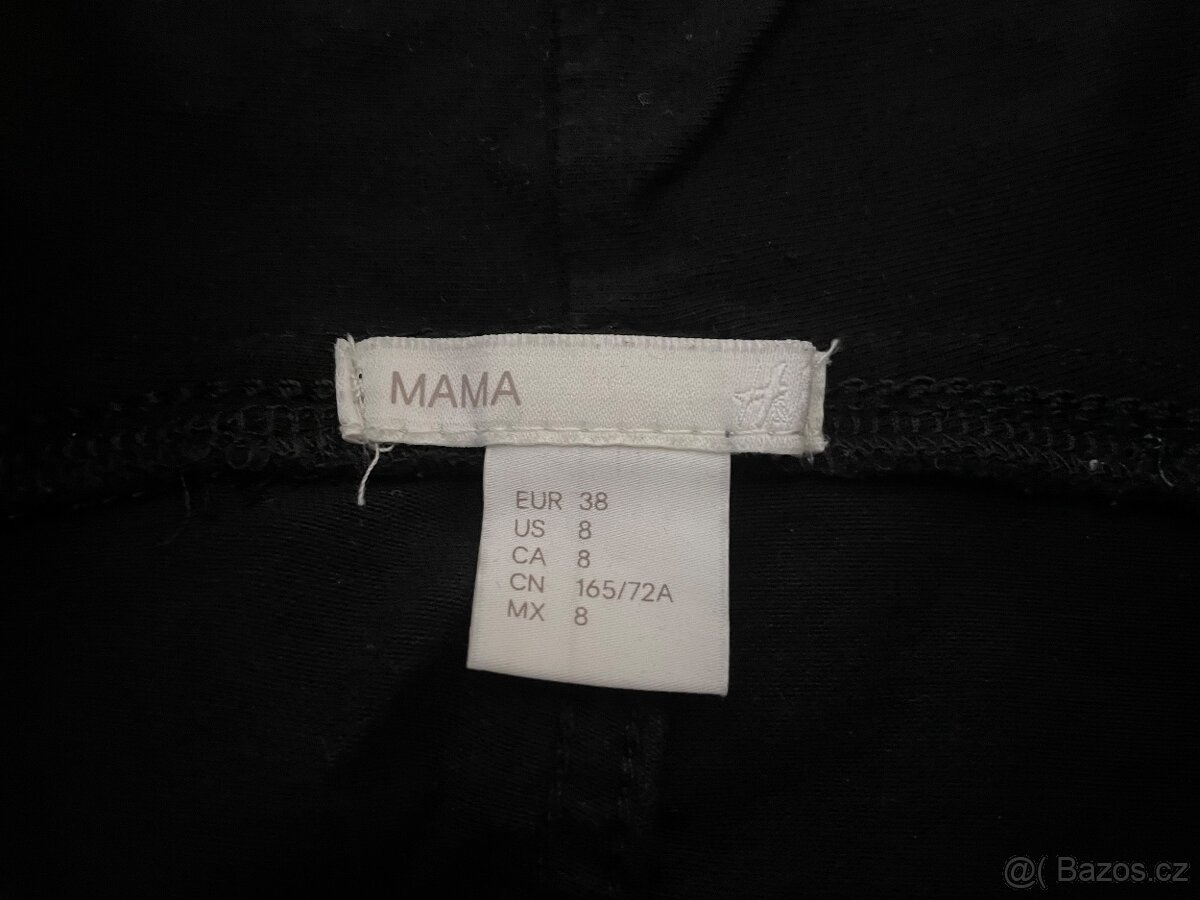 MAMA
EUR 38
US 8
CA 8
CN 165/72A
MX 8
@( Bazos.cz